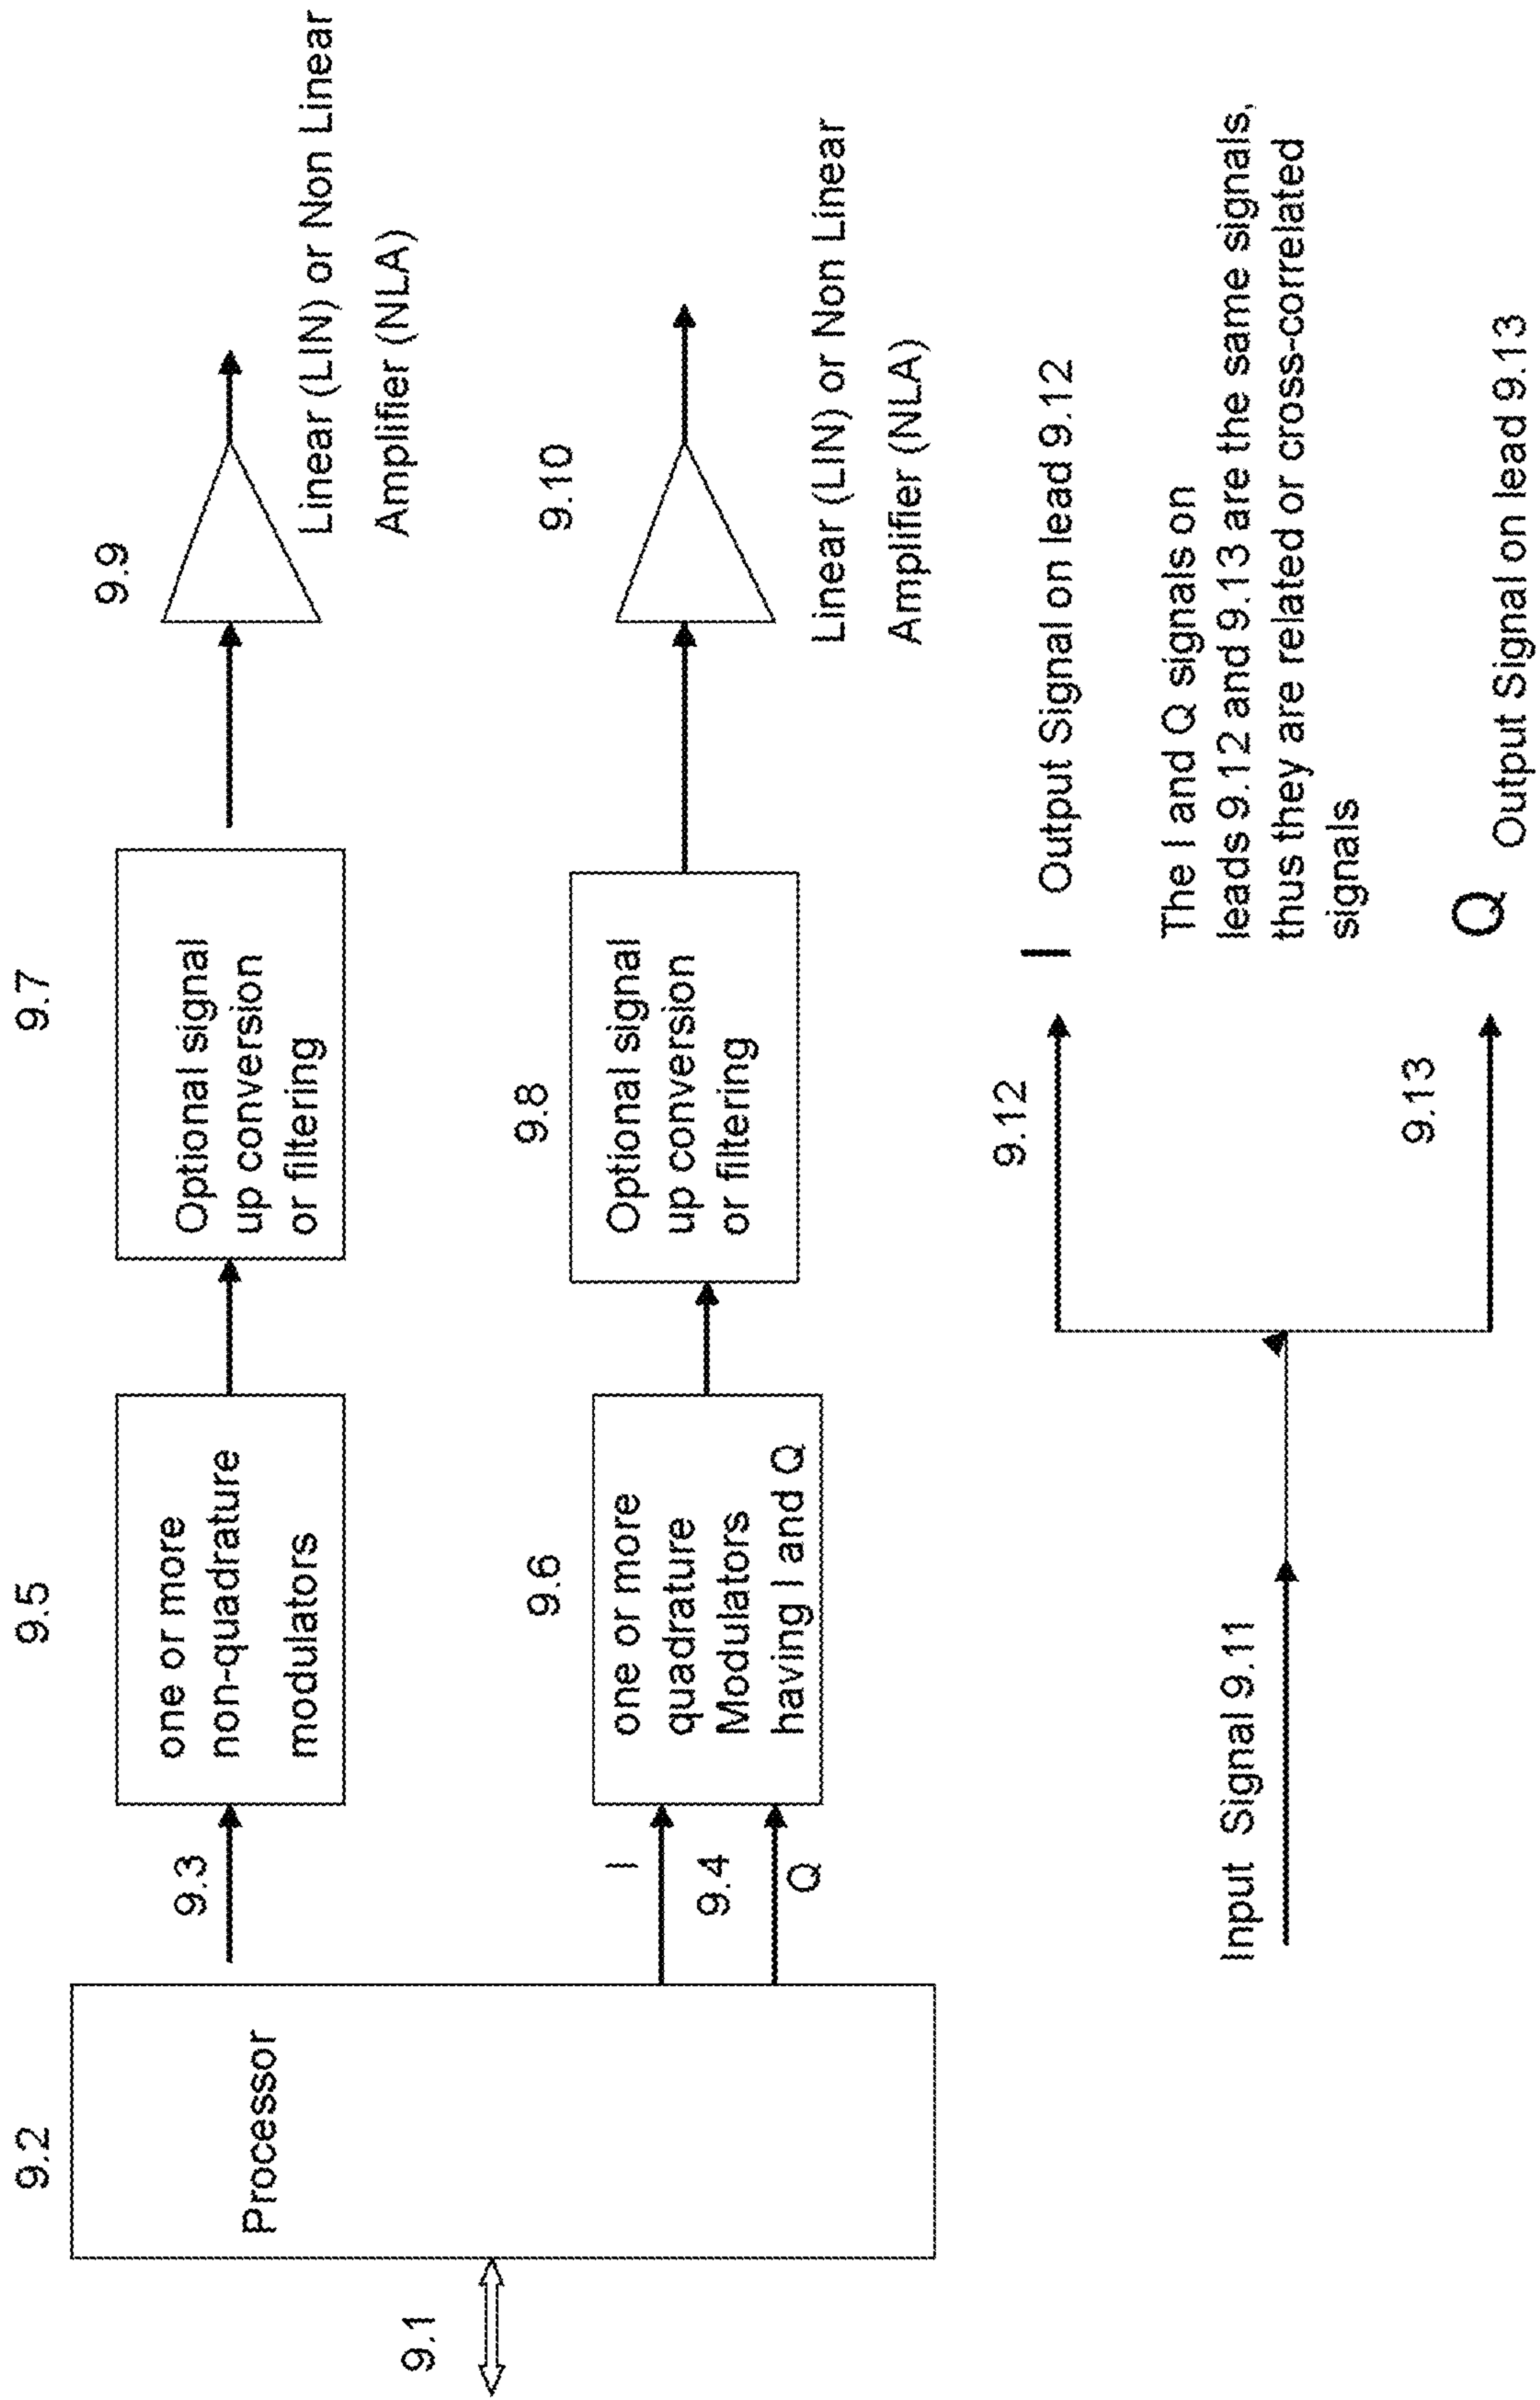 9.2
9.5
9.7
9.9
Processor
9.1
9.3
one or more
non-quadrature
modulators
Optional signal
up conversion
or filtering
Linear (LIN) or Non Linear
Amplifier (NLA)
9.6
9.8
9.10
I
9.4
Q
one or more
quadrature
Modulators
having I and Q
Optional signal
up conversion
or filtering
Linear (LIN) or Non Linear
Amplifier (NLA)
9.12
I Output Signal on lead 9.12
Input Signal 9.11
The I and Q signals on
leads 9.12 and 9.13 are the same signals,
thus they are related or cross-correlated
signals
9.13
Q Output Signal on lead 9.13